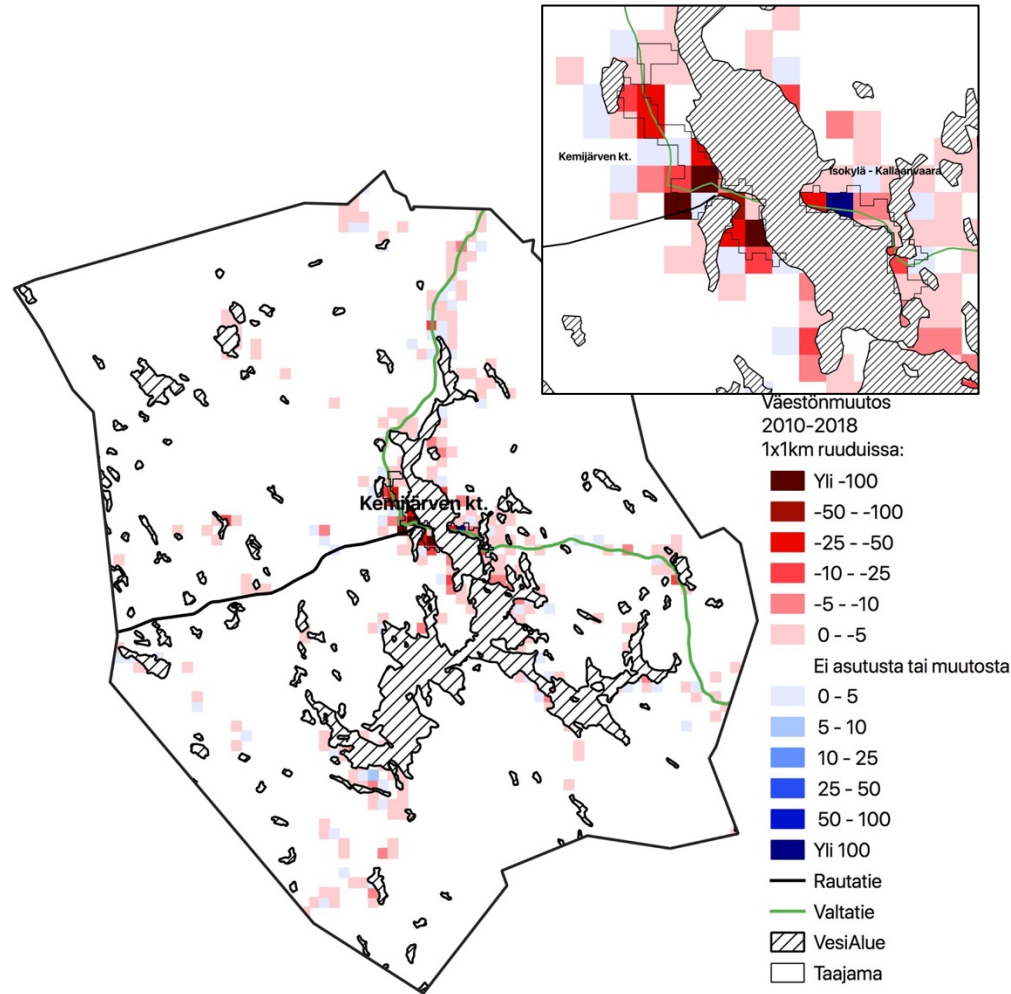 Kemijärven kt.
Isokylä - Kallaanvaara
Kemijärven kt.
Väestönmuutos
2010-2018
1x1km ruuduissa:
Yli -100
-50 - -100
-25 - -50
-10 - -25
-5 - -10
0 - -5
Ei asutusta tai muutosta
0 - 5
5 - 10
10 - 25
25 - 50
50 - 100
Yli 100
Rautatie
Valtatie
VesiAlue
Taajama